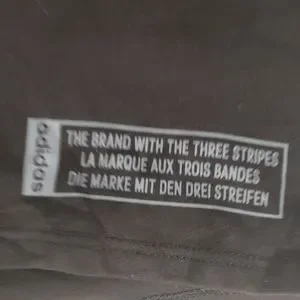 adidas
THE BRAND WITH THE THREE STRIPES
LA MARQUE AUX TROIS BANDES
DIE MARKE MIT DEN DREI STREIFEN